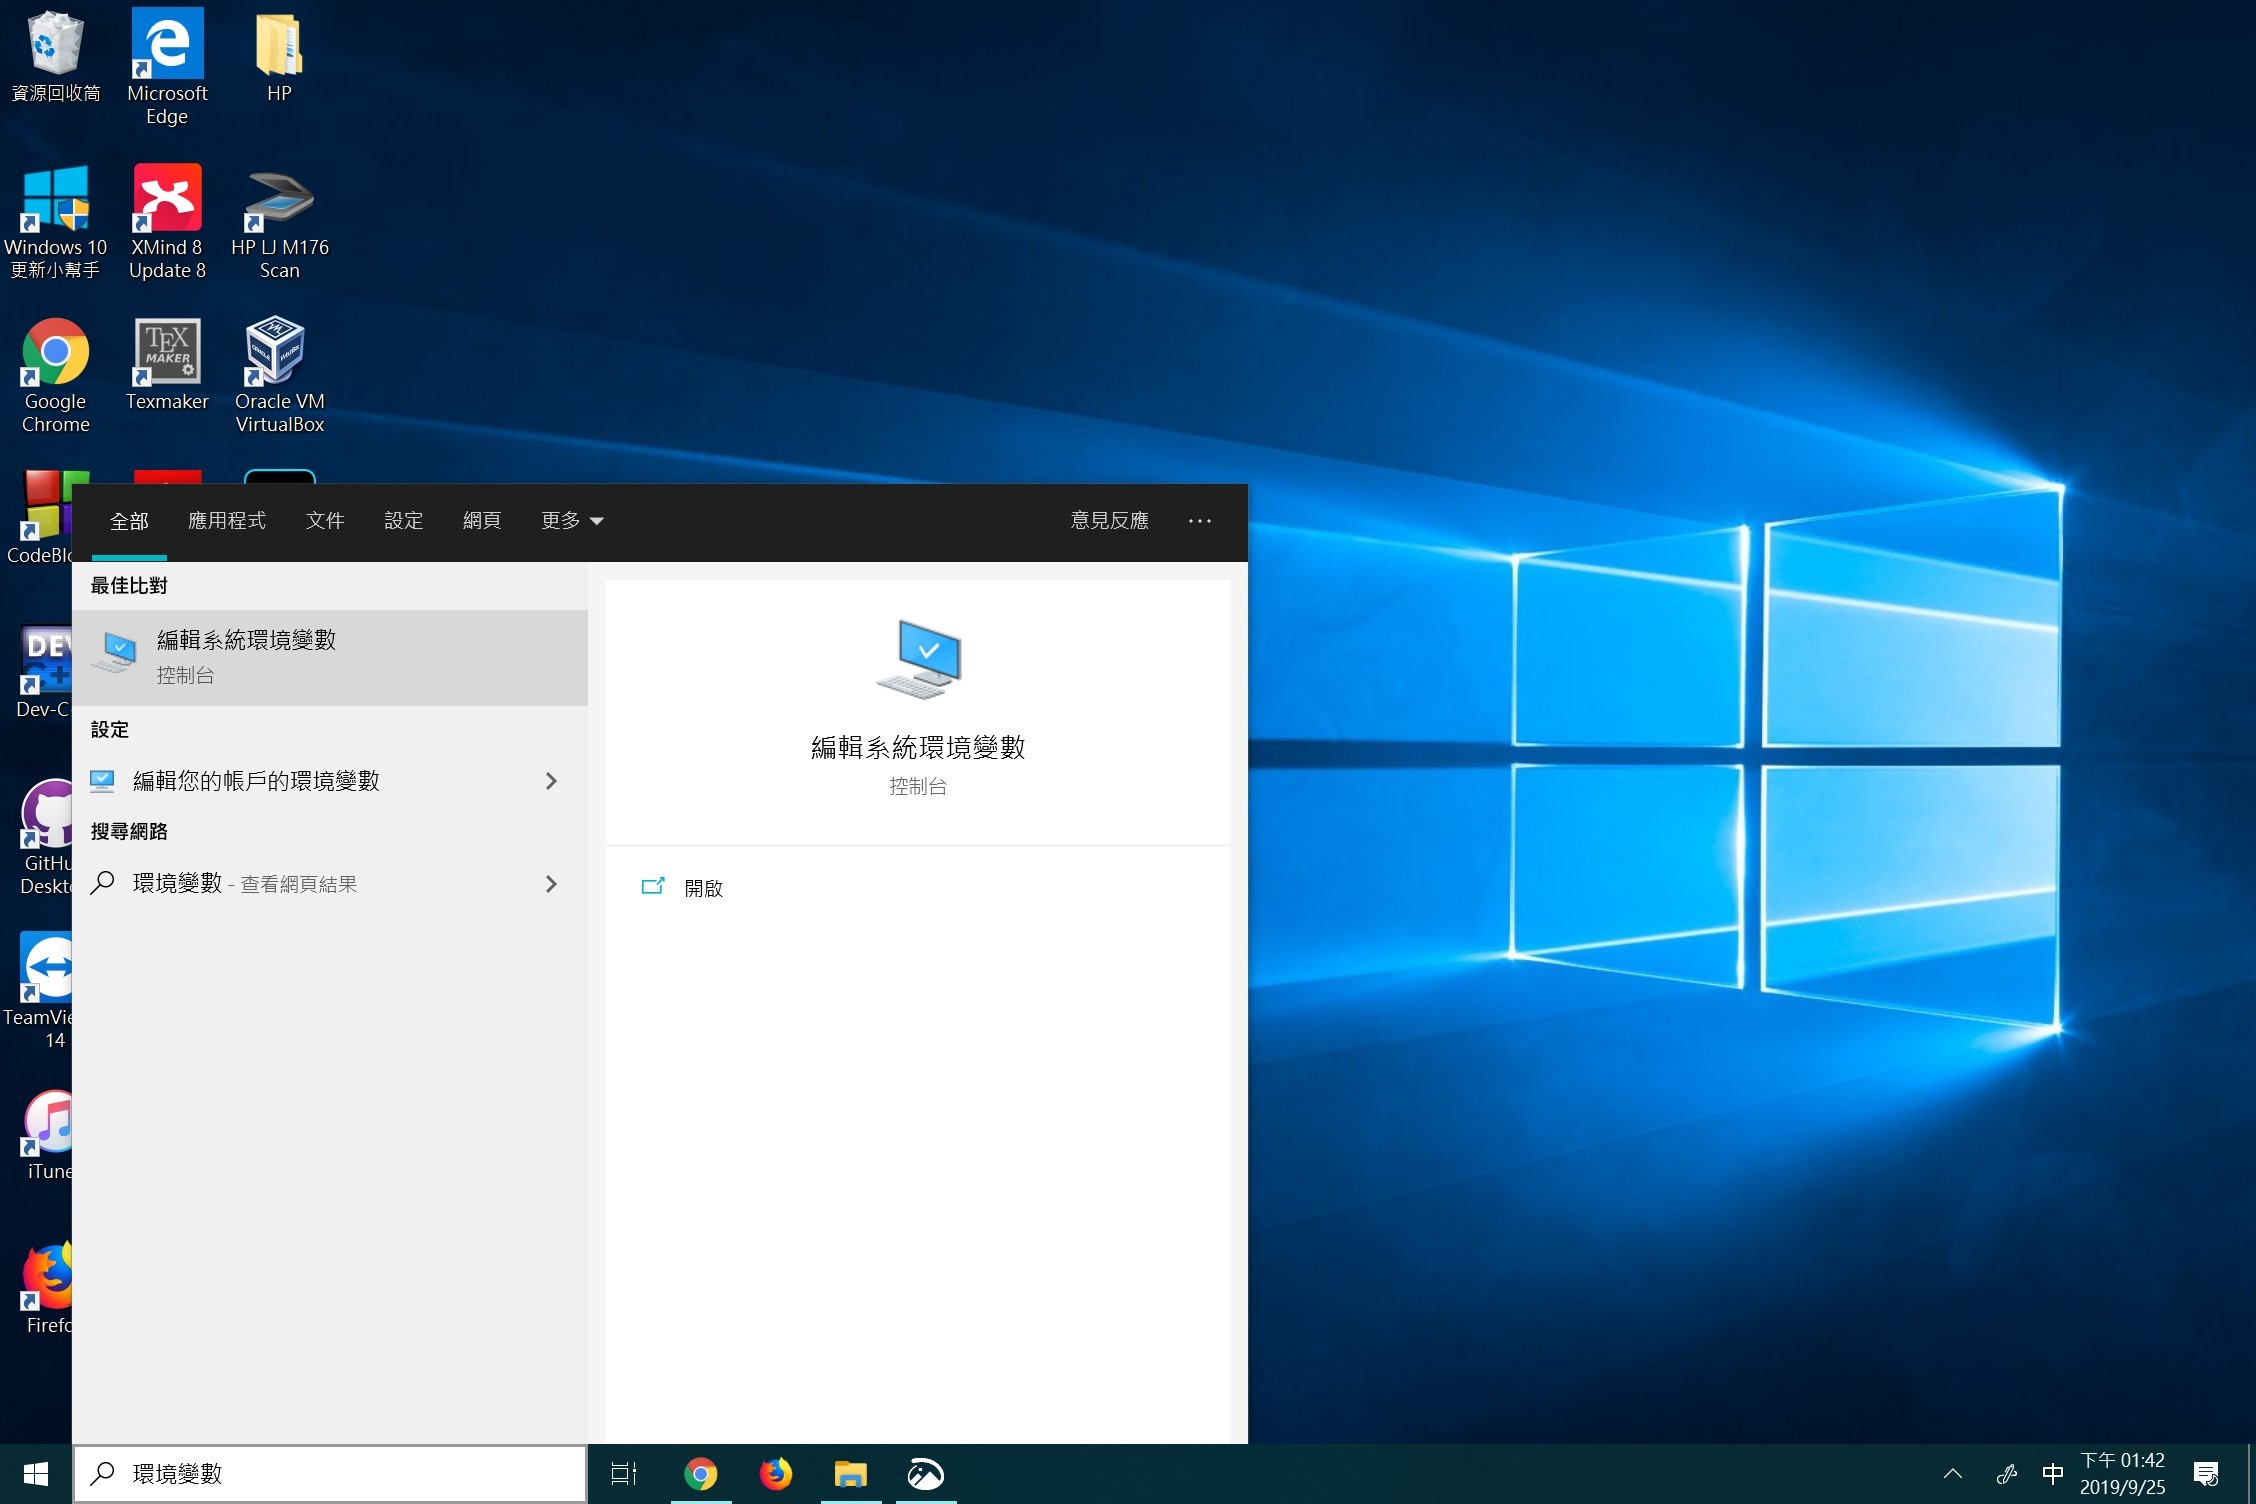 資源回收筒
Microsoft
Edge
HP
Windows 10
更新小幫手
XMind 8
Update 8
HP LJ M176
Scan
TEX
MAKER
ORACLE
VirtualBox
Google
Chrome
Texmaker
Oracle VM
VirtualBox
CodeBlo
DEV
C+
Dev-C
GitHu
Deskto
TeamVie
14
iTune
Firefo
全部
應用程式
文件
設定
網頁
更多
意見反應
最佳比對
編輯系統環境變數
控制台
設定
編輯您的帳戶的環境變數
搜尋網路
環境變數 - 查看網頁結果
編輯系統環境變數
控制台
開啟
環境變數
中
下午 01:42
2019/9/25